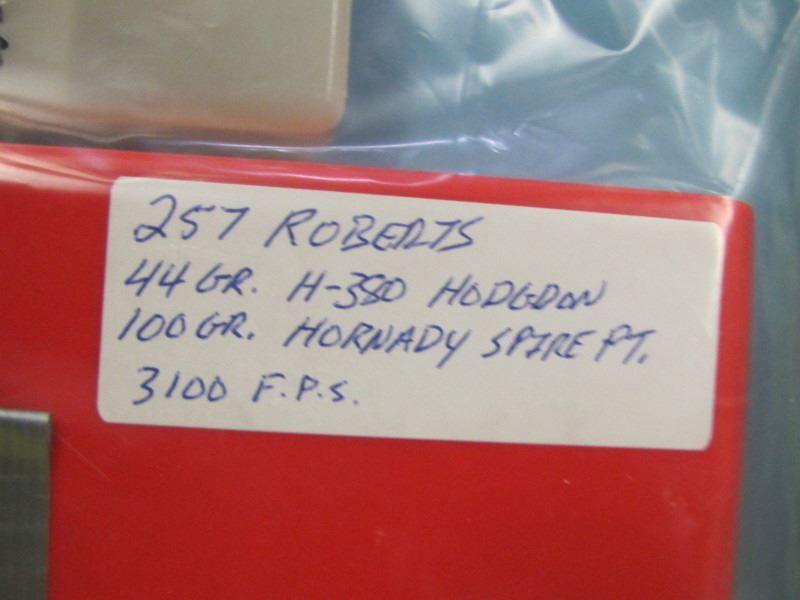 257 ROBERTS
44 GR. H-380 HODGDON
100 GR. HORNADY SPIRE PT.
3100 F.P.S.